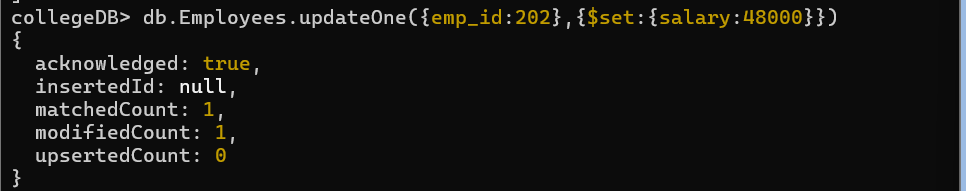 collegeDB> db.Employees.updateOne({emp_id:202},{$set:{salary:48000}})
{
  acknowledged: true,
  insertedId: null,
  matchedCount: 1,
  modifiedCount: 1,
  upsertedCount: 0
}